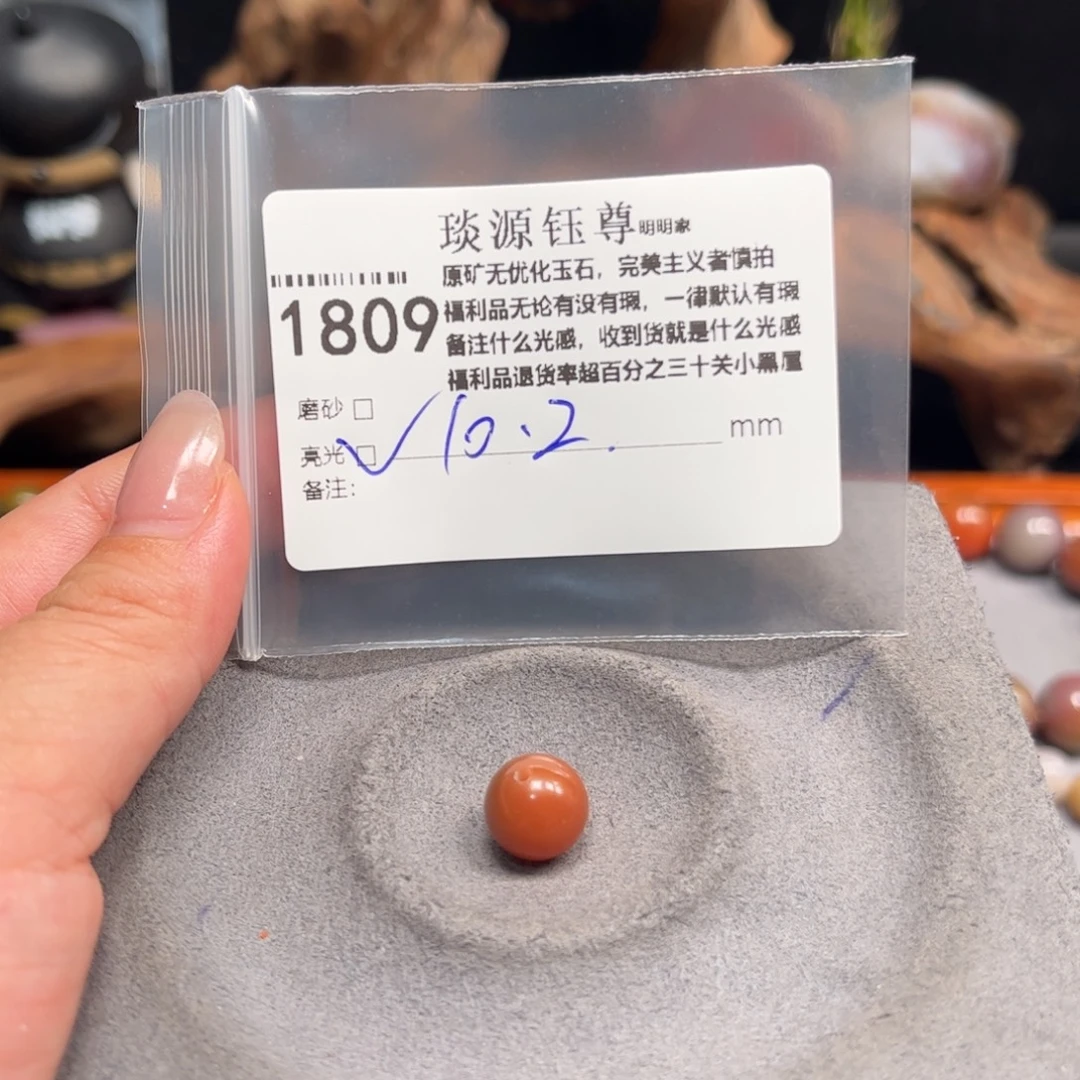 琰源钰尊明明家
原矿无优化玉石，完美主义者慎拍
1809
福利品无论有没有瑕，一律默认有瑕
备注什么光感，收到货就是什么光感
福利品退货率超百分之三十关小黑屋
磨砂 □
亮光 □ ✓ 10.2. mm
备注：